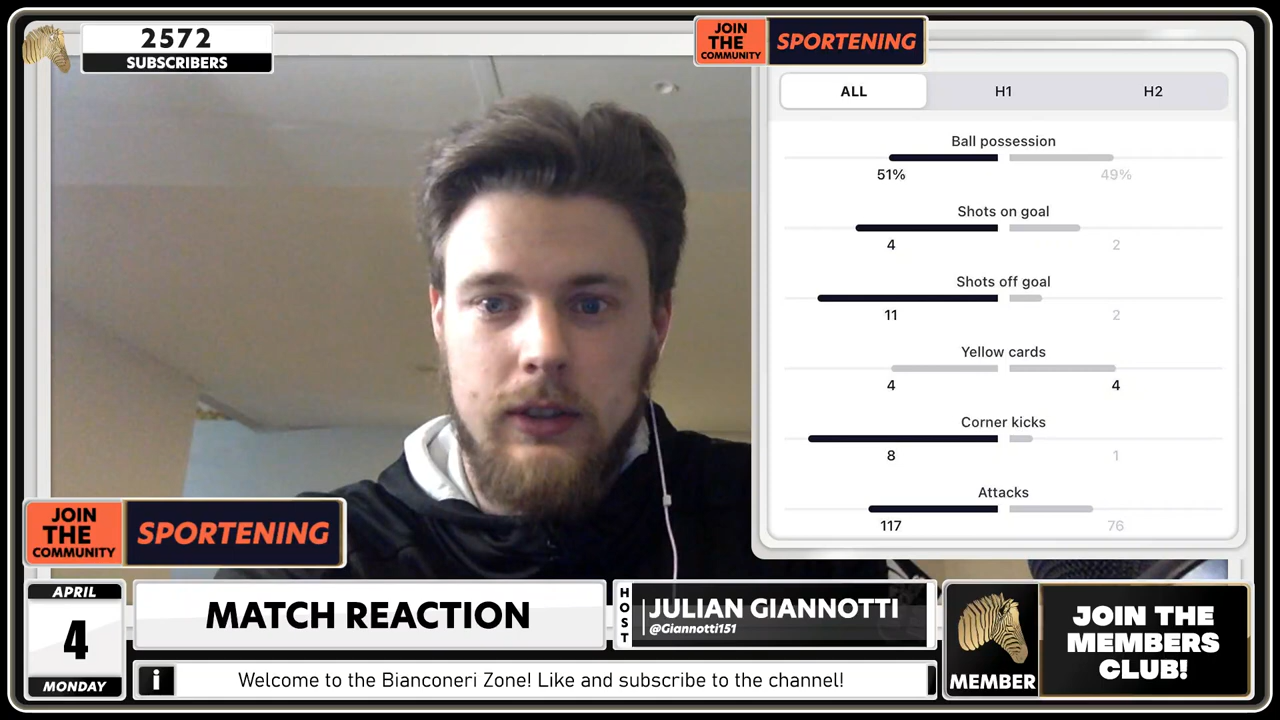 2572
SUBSCRIBERS
JOIN
THE
COMMUNITY
SPORTENING
ALL H1 H2
Ball possession
51% 49%
Shots on goal
4 2
Shots off goal
11 2
Yellow cards
4 4
Corner kicks
8 1
Attacks
117 76
JOIN
THE
COMMUNITY
SPORTENING
APRIL
4
MONDAY
MATCH REACTION
HOST
JULIAN GIANNOTTI
@Giannotti151
i
Welcome to the Bianconeri Zone! Like and subscribe to the channel!
MEMBER
JOIN THE
MEMBERS
CLUB!